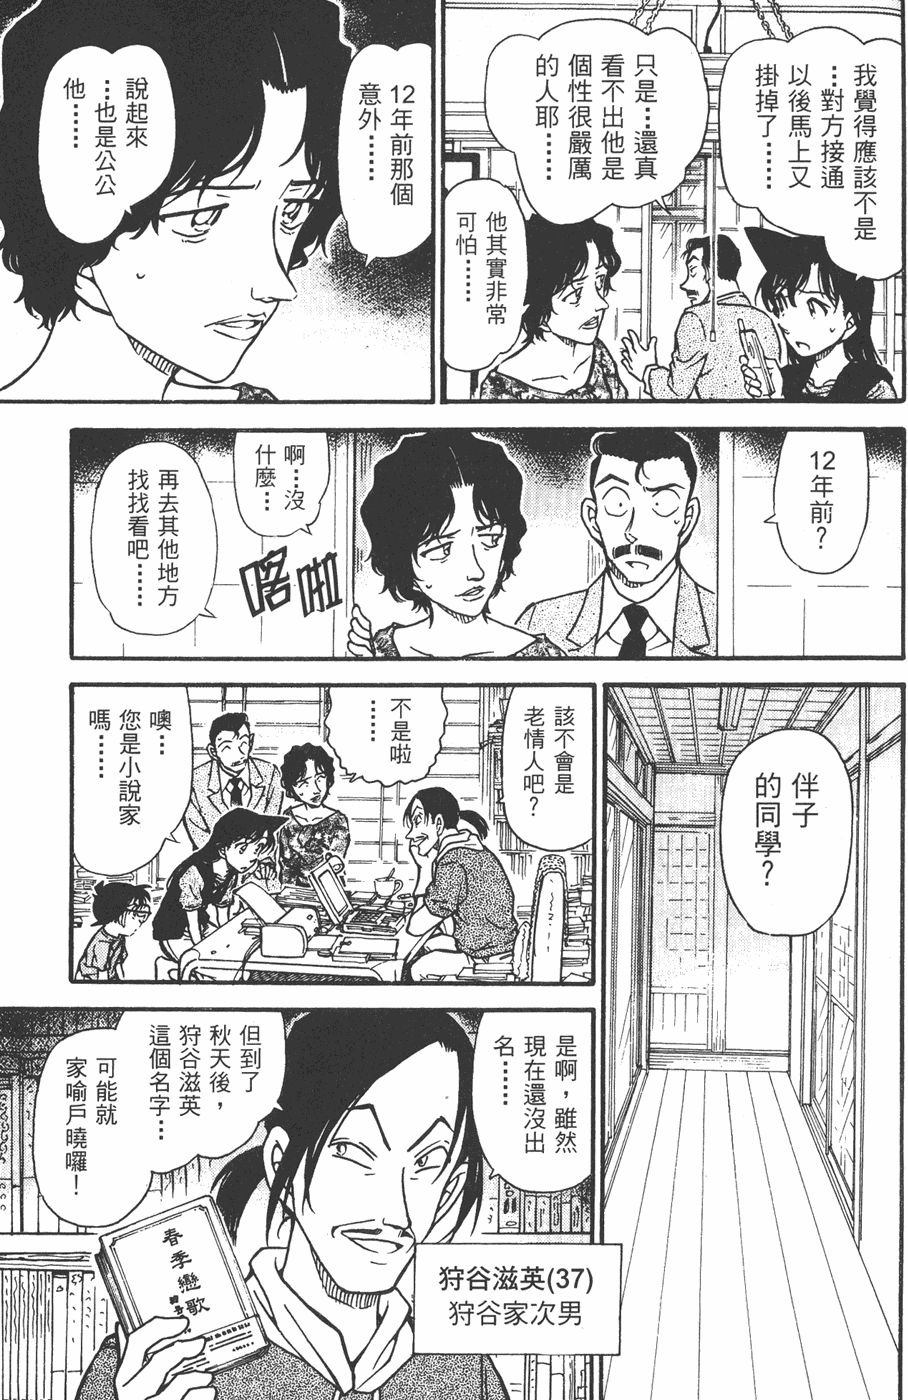 我覺得應該不是
…對方接通
以後馬上又
掛掉了……
只是…還真
看不出他是
個性很嚴厲
的人耶……
他其實非常
可怕……
12年前那個
意外……
說起來
…也是公公
他……
12年前？
啊…沒
什麼…
再去其他地方
找找看吧……
喀啦
伴子
的同學？
該不會是
老情人吧？
不是啦
……
噢…
您是小說家
嗎……
是啊，雖然
現在還沒出
名……
但到了
秋天後，
狩谷滋英
這個名字…
可能就
家喻戶曉囉！
春季戀歌
狩谷滋英(37)
狩谷家次男